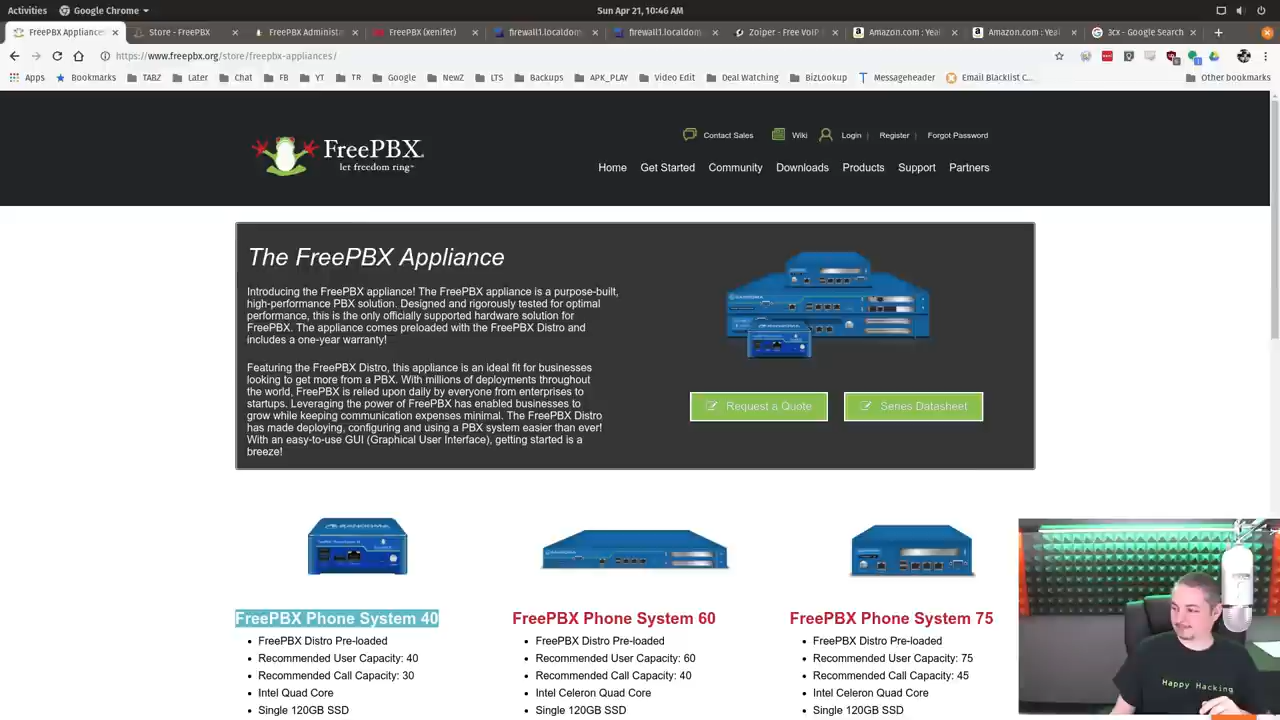 Activities
Google Chrome
Sun Apr 21, 10:46 AM
FreePBX Appliance
Store - FreePBX
FreePBX Administra
FreePBX (xenifer)
firewall1.localdom
firewall1.localdom
Zoiper - Free VoIP
Amazon.com : Yeal
Amazon.com : Yeal
3cx - Google Search
https://www.freepbx.org/store/freepbx-appliances/
Apps
Bookmarks
TABZ
Later
Chat
FB
YT
TR
Google
NewZ
LTS
Backups
APK_PLAY
Video Edit
Deal Watching
BizLookup
Messageheader
Email Blacklist C...
Other bookmarks
FreePBX
let freedom ring™
Contact Sales
Wiki
Login |
Register |
Forgot Password
Home
Get Started
Community
Downloads
Products
Support
Partners
The FreePBX Appliance
Introducing the FreePBX appliance! The FreePBX appliance is a purpose-built,
high-performance PBX solution. Designed and rigorously tested for optimal
performance, this is the only officially supported hardware solution for
FreePBX. The appliance comes preloaded with the FreePBX Distro and
includes a one-year warranty!
Featuring the FreePBX Distro, this appliance is an ideal fit for businesses
looking to get more from a PBX. With millions of deployments throughout
the world, FreePBX is relied upon daily by everyone from enterprises to
startups. Leveraging the power of FreePBX has enabled businesses to
grow while keeping communication expenses minimal. The FreePBX Distro
has made deploying, configuring and using a PBX system easier than ever!
With an easy-to-use GUI (Graphical User Interface), getting started is a
breeze!
Request a Quote
Series Datasheet
FreePBX Phone System 40
FreePBX Distro Pre-loaded
Recommended User Capacity: 40
Recommended Call Capacity: 30
Intel Quad Core
Single 120GB SSD
FreePBX Phone System 60
FreePBX Distro Pre-loaded
Recommended User Capacity: 60
Recommended Call Capacity: 40
Intel Celeron Quad Core
Single 120GB SSD
FreePBX Phone System 75
FreePBX Distro Pre-loaded
Recommended User Capacity: 75
Recommended Call Capacity: 45
Intel Celeron Quad Core
Single 120GB SSD
Happy Hacking